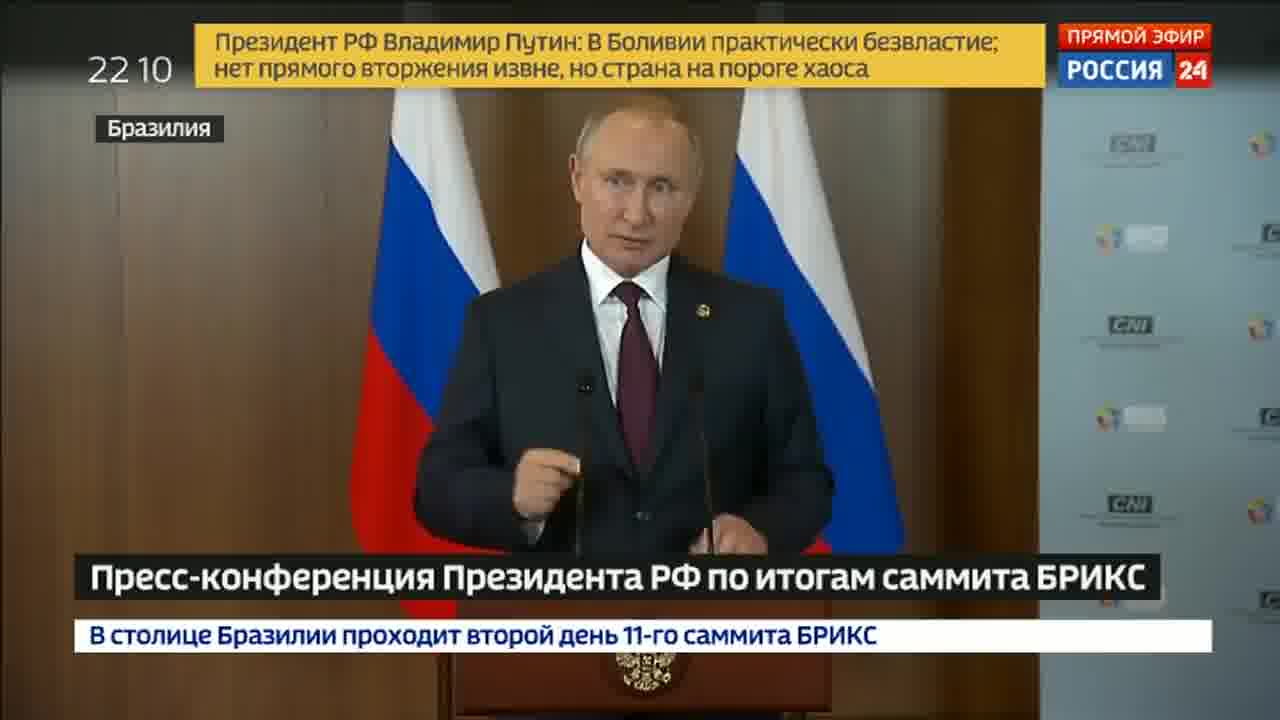 22 10
Президент РФ Владимир Путин: В Боливии практически безвластие;
нет прямого вторжения извне, но страна на пороге хаоса
ПРЯМОЙ ЭФИР
РОССИЯ 24
Бразилия
CNI
CNI
CNI
Пресс-конференция Президента РФ по итогам саммита БРИКС
В столице Бразилии проходит второй день 11-го саммита БРИКС